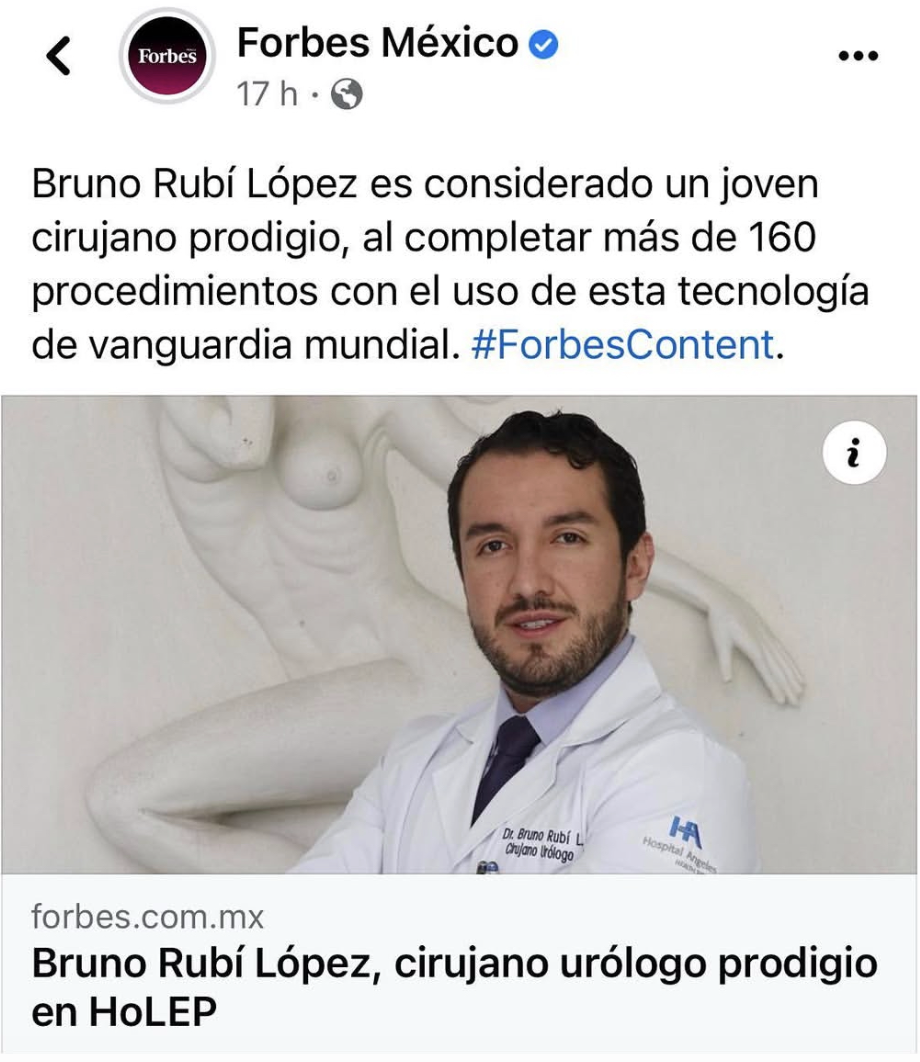 Forbes
Forbes México
17 h ·
Bruno Rubí López es considerado un joven
cirujano prodigio, al completar más de 160
procedimientos con el uso de esta tecnología
de vanguardia mundial. #ForbesContent.
i
Dr. Bruno Rubí L
Cirujano Urólogo
HA
Hospital Angeles
forbes.com.mx
Bruno Rubí López, cirujano urólogo prodigio
en HoLEP